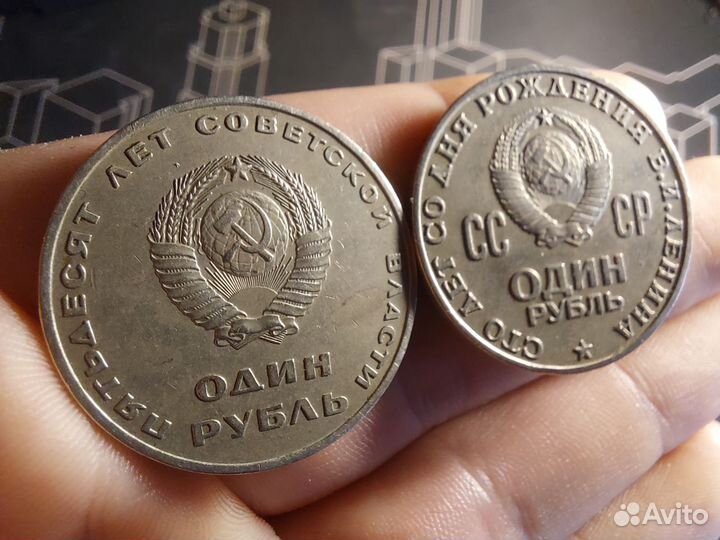 ПЯТЬДЕСЯТ ЛЕТ СОВЕТСКОЙ ВЛАСТИ
ОДИН
РУБЛЬ
СТО ЛЕТ СО ДНЯ РОЖДЕНИЯ В.И.ЛЕНИНА
СС СР
ОДИН
РУБЛЬ
Avito